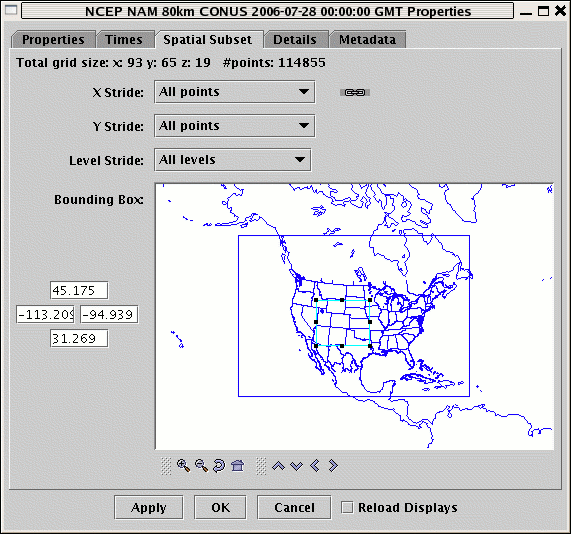 NCEP NAM 80km CONUS 2006-07-28 00:00:00 GMT Properties
Properties Times Spatial Subset Details Metadata
Total grid size: x: 93 y: 65 z: 19 #points: 114855
X Stride: All points
Y Stride: All points
Level Stride: All levels
Bounding Box:
45.175
-113.209 -94.939
31.269
Apply OK Cancel Reload Displays